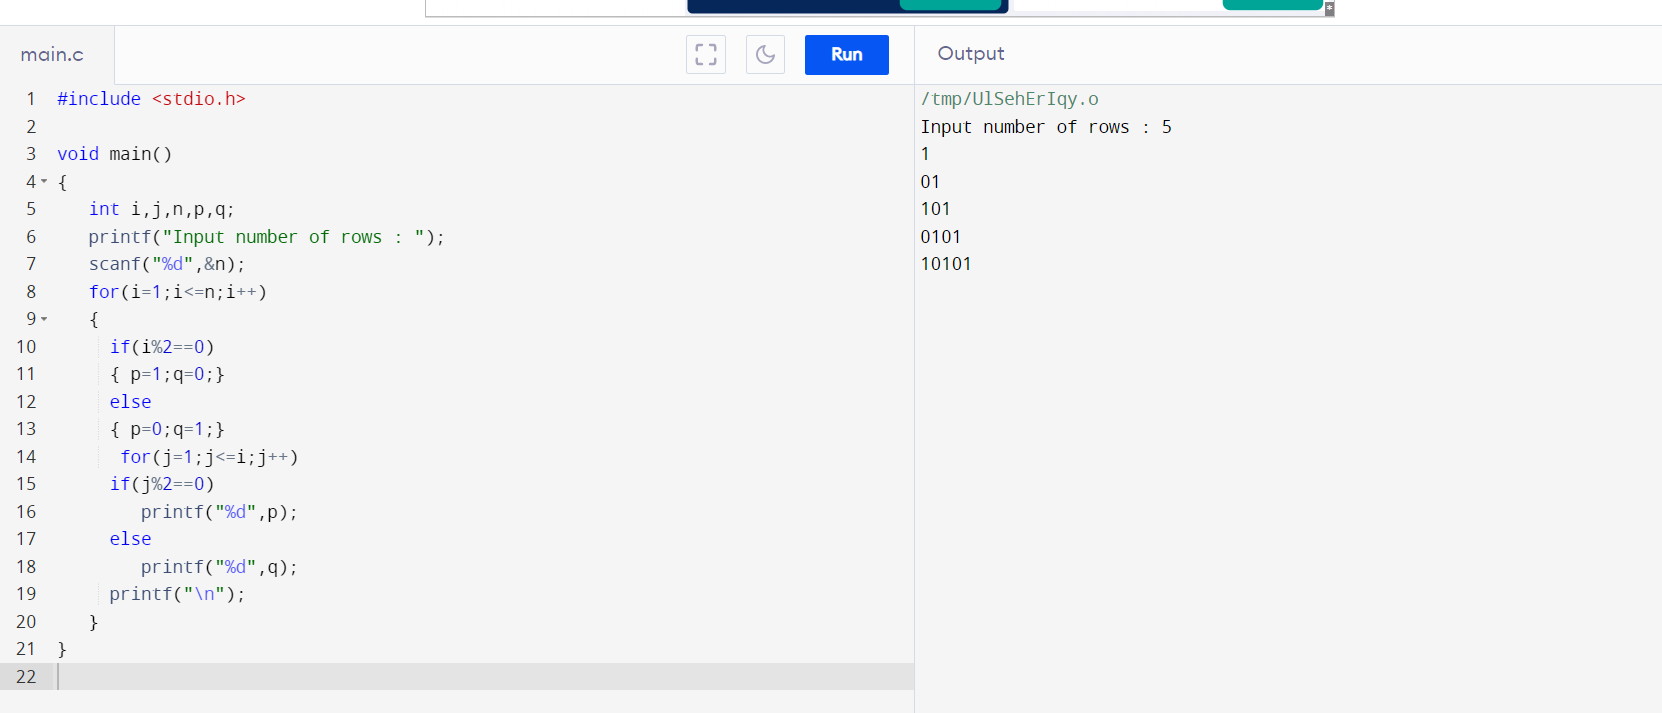 main.c
Run
Output
1 #include <stdio.h>
2
3 void main()
4 {
5 int i,j,n,p,q;
6 printf("Input number of rows : ");
7 scanf("%d",&n);
8 for(i=1;i<=n;i++)
9 {
10 if(i%2==0)
11 { p=1;q=0;}
12 else
13 { p=0;q=1;}
14 for(j=1;j<=i;j++)
15 if(j%2==0)
16 printf("%d",p);
17 else
18 printf("%d",q);
19 printf("\n");
20 }
21 }
22
/tmp/UlSehErIqy.o
Input number of rows : 5
1
01
101
0101
10101